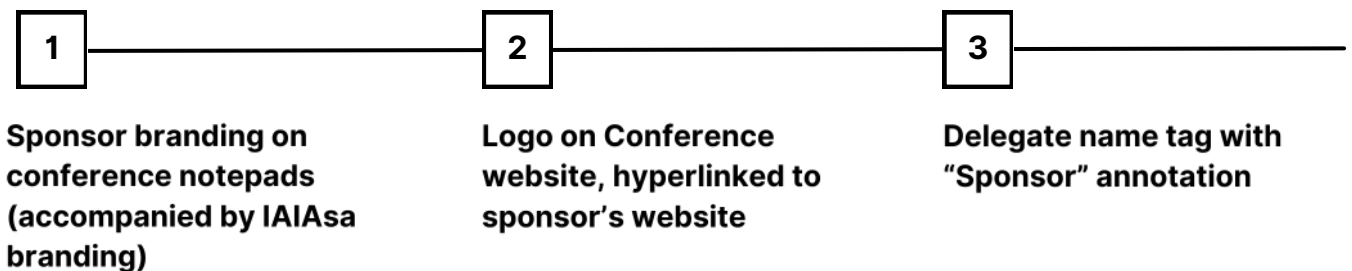 1
Sponsor branding on
conference notepads
(accompanied by IAIAsa
branding)
2
Logo on Conference
website, hyperlinked to
sponsor’s website
3
Delegate name tag with
“Sponsor” annotation